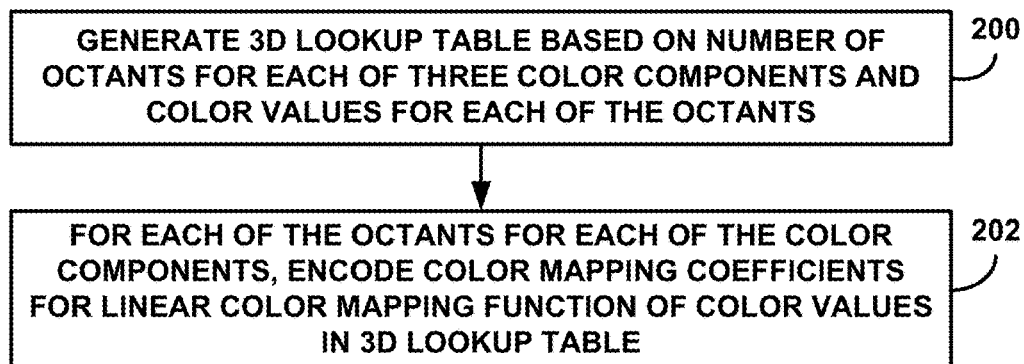 GENERATE 3D LOOKUP TABLE BASED ON NUMBER OF
OCTANTS FOR EACH OF THREE COLOR COMPONENTS AND
COLOR VALUES FOR EACH OF THE OCTANTS
200
FOR EACH OF THE OCTANTS FOR EACH OF THE COLOR
COMPONENTS, ENCODE COLOR MAPPING COEFFICIENTS
FOR LINEAR COLOR MAPPING FUNCTION OF COLOR VALUES
IN 3D LOOKUP TABLE
202